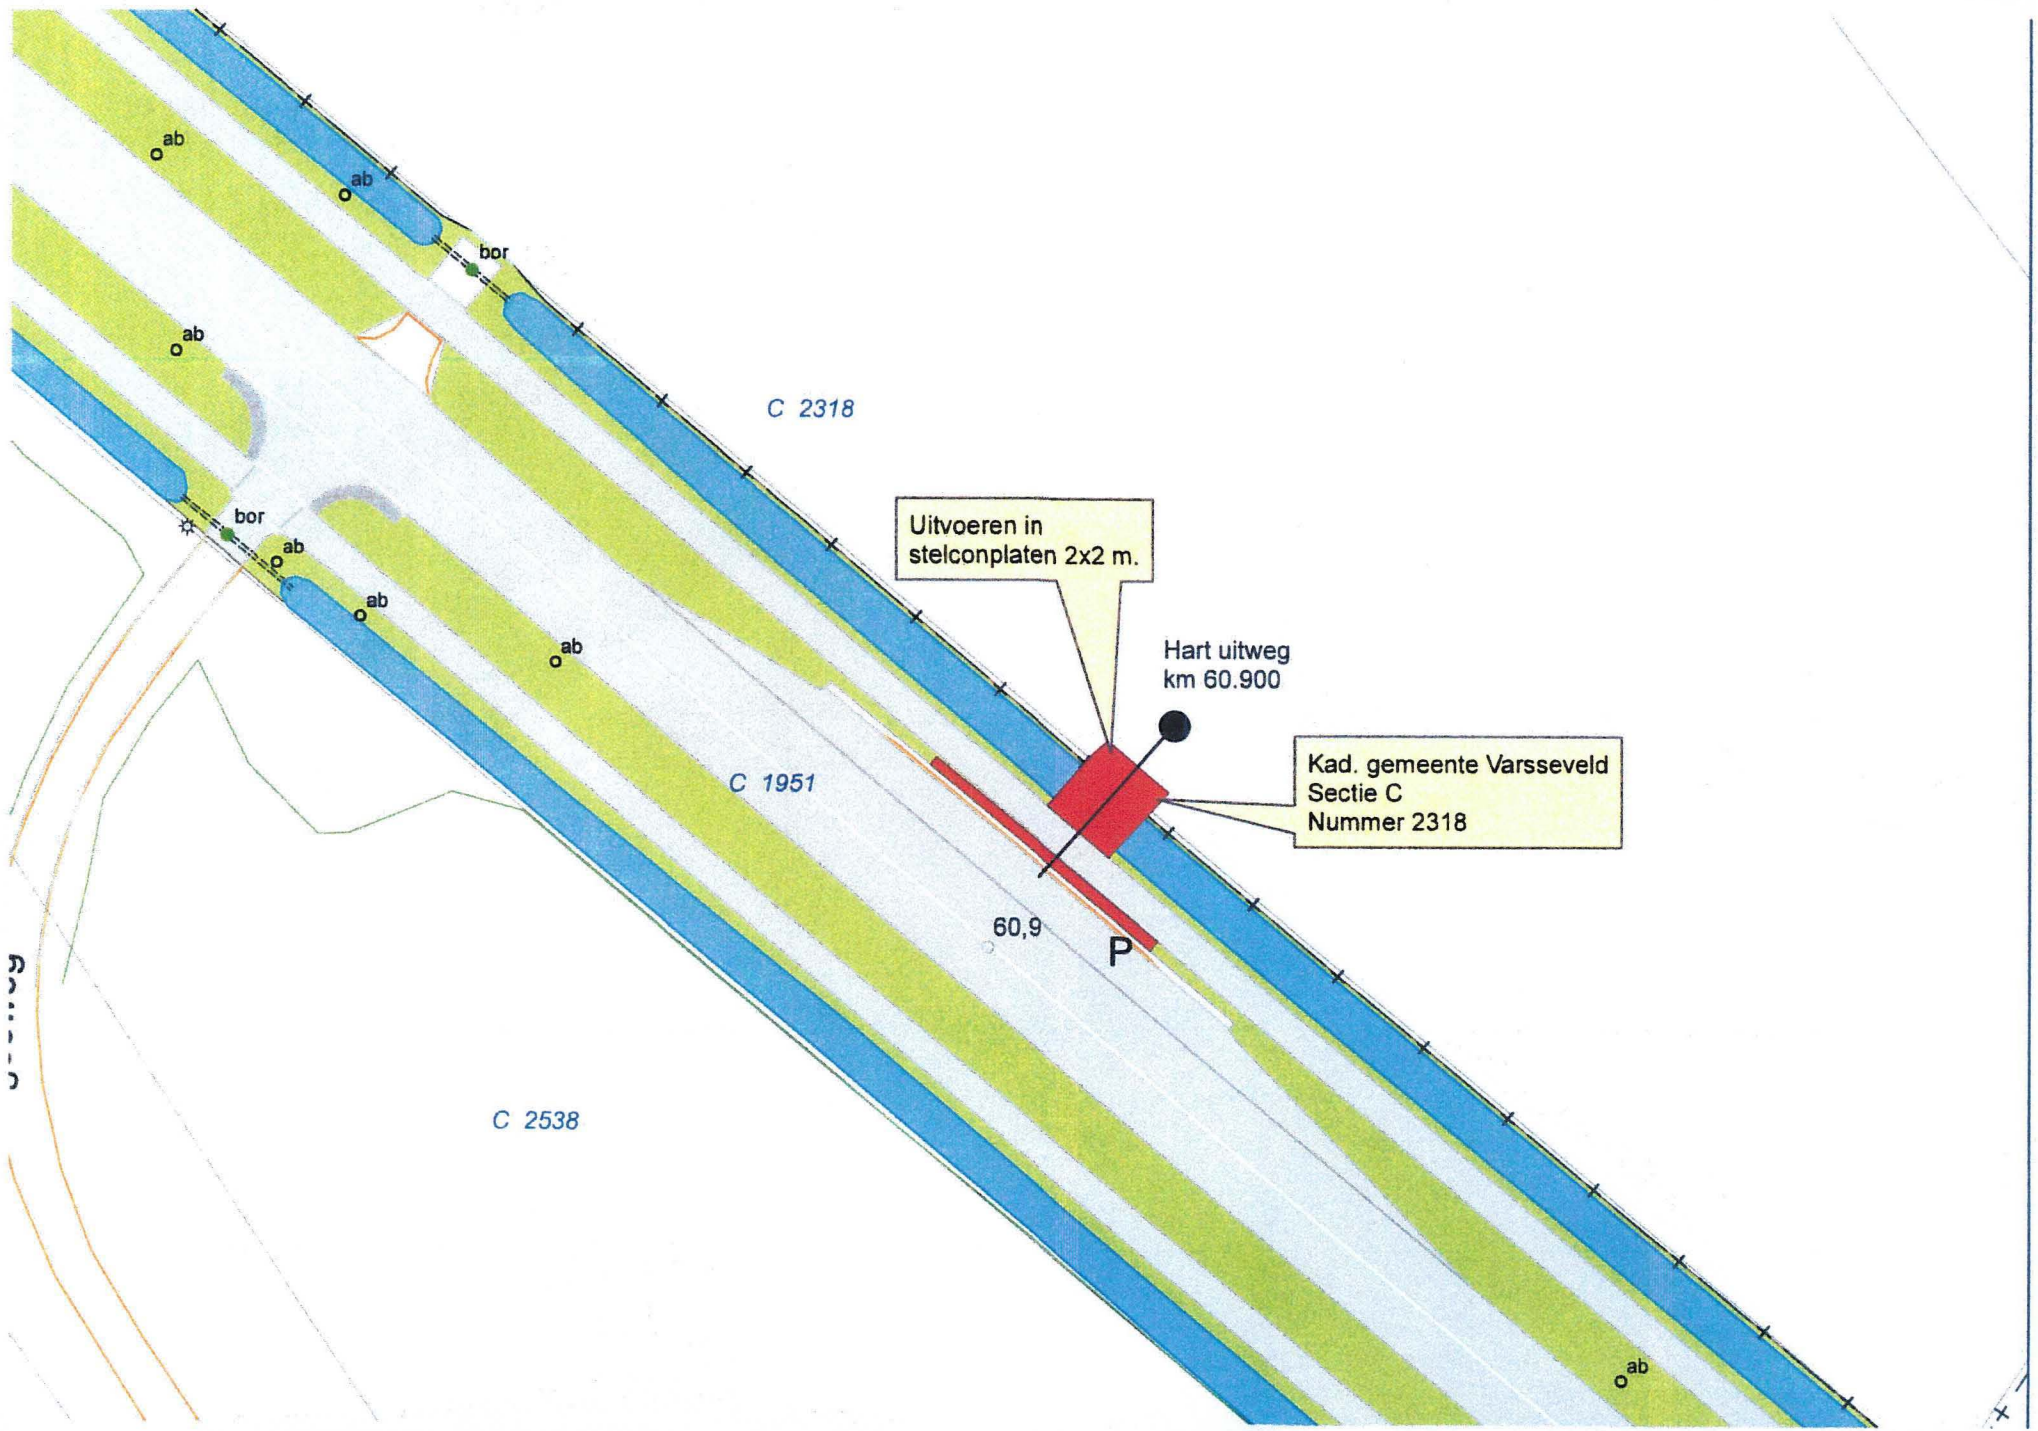 ab
ab
bor
ab
C 2318
bor
ab
ab
ab
Uitvoeren in
stelconplaten 2x2 m.
Hart uitweg
km 60.900
C 1951
Kad. gemeente Varsseveld
Sectie C
Nummer 2318
60,9
P
C 2538
ab